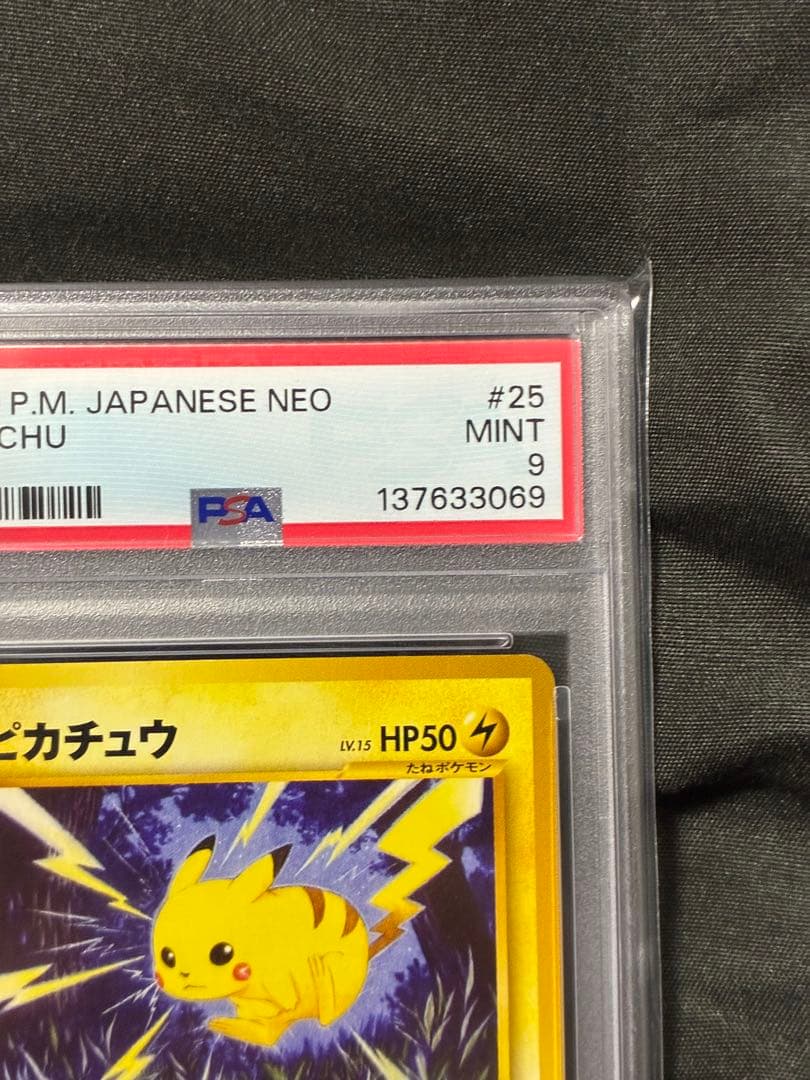 P.M. JAPANESE NEO #25
CHU MINT
9
PSA 137633069
ピカチュウ LV.15 HP50
たねポケモン